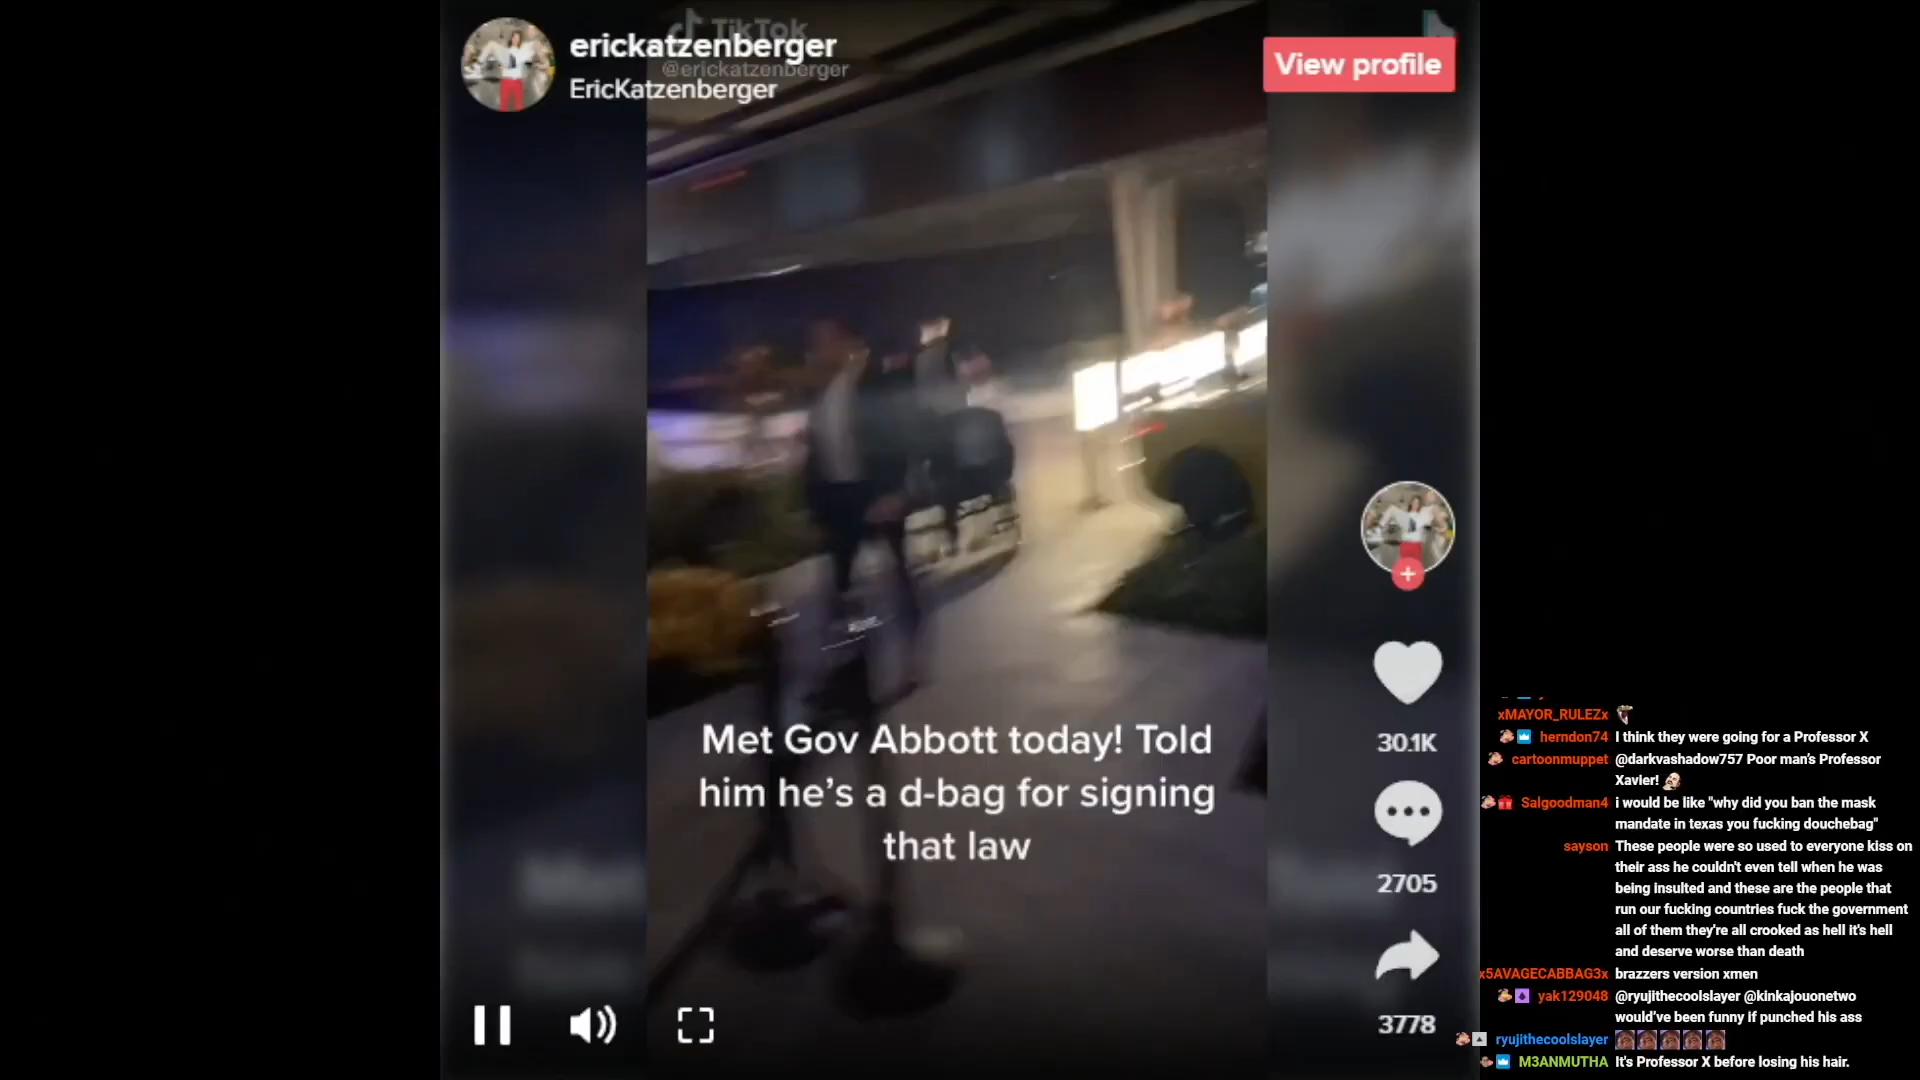 TikTok
erickatzenberger
@erickatzenberger
EricKatzenberger
View profile
Met Gov Abbott today! Told
him he's a d-bag for signing
that law
30.1K
2705
3778
xMAYOR_RULEZx
herndon74 I think they were going for a Professor X
cartoonmuppet @darkvashadow757 Poor man's Professor
Xavier!
Salgoodman4 i would be like "why did you ban the mask
mandate in texas you fucking douchebag"
sayson These people were so used to everyone kiss on
their ass he couldn't even tell when he was
being insulted and these are the people that
run our fucking countries fuck the government
all of them they're all crooked as hell it's hell
and deserve worse than death
x5AVAGECABBAG3x brazzers version xmen
yak129048 @ryujithecoolslayer @kinkajouonetwo
would've been funny if punched his ass
ryujithecoolslayer
M3ANMUTHA It's Professor X before losing his hair.